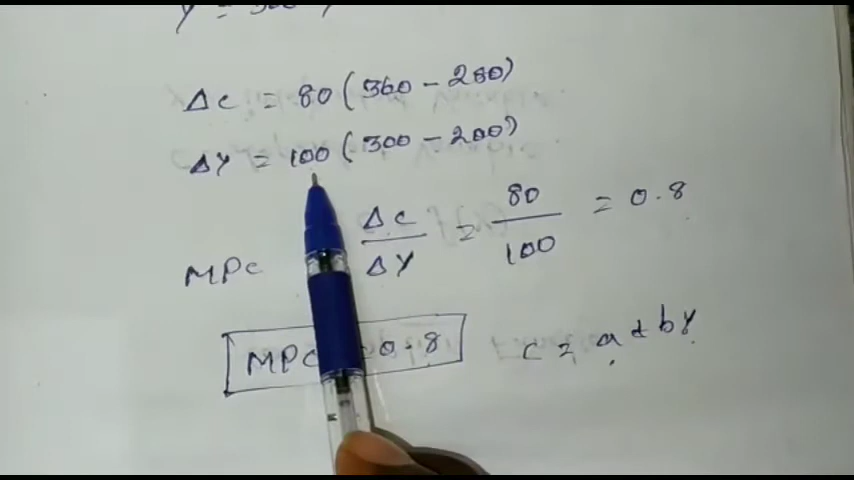 ΔC = 80 (360 - 280)
ΔY = 100 (300 - 200)
MPC ΔC/ΔY = 80/100 = 0.8
MPC 0.8 C = a + bY